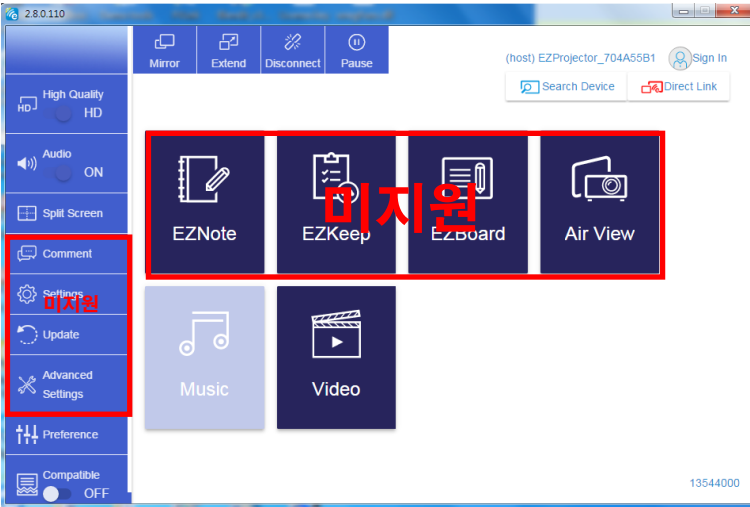 2.8.0.110
Mirror
Extend
Disconnect
Pause
(host) EZProjector_704A55B1
Sign In
Search Device
Direct Link
High Quality
HD
HD
Audio
ON
Split Screen
Comment
Settings
미지원
Update
Advanced
Settings
Preference
Compatible
OFF
EZNote
EZKeep
EZBoard
Air View
미지원
Music
Video
13544000